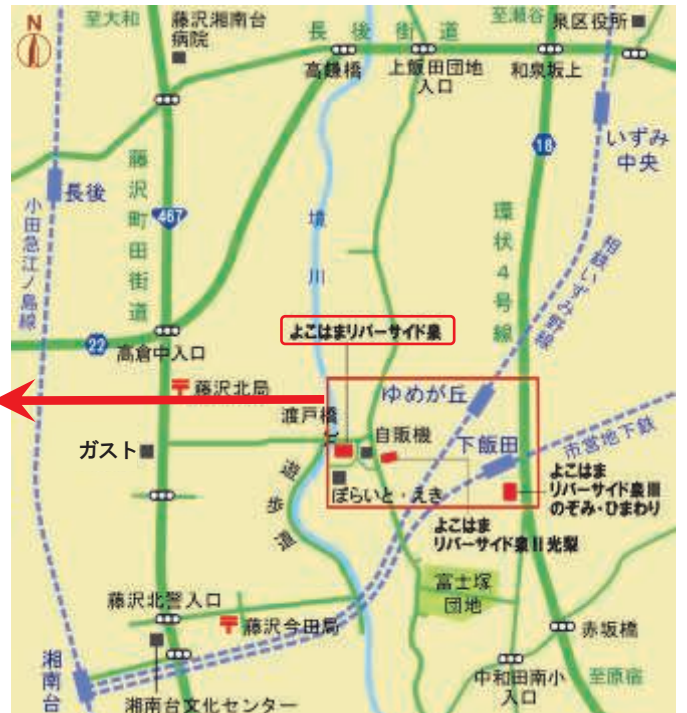 N
至大和
藤沢湘南台
病院
長後街道
至瀬谷
泉区役所
高鎌橋
上飯田団地
入口
和泉坂上
18
いずみ
中央
藤沢町田街道
467
長後
小田急江ノ島線
境川
環状4号線
相鉄いずみ野線
よこはまリバーサイド泉
22
高倉中入口
〒藤沢北局
渡戸橋
ゆめが丘
自販機
下飯田
市営地下鉄
ガスト
ぽらいと・えき
遊歩道
よこはま
リバーサイド泉Ⅲ
のぞみ・ひまわり
よこはま
リバーサイド泉Ⅱ光梨
富士塚
団地
藤沢北警入口
〒藤沢今田局
赤坂橋
湘南台
湘南台文化センター
中和田南小
入口
至原宿